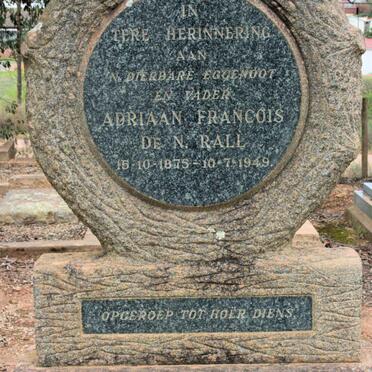 IN
TERE HERINNERING
AAN
'N DIERBARE EGGENOOT
EN VADER
ADRIAAN FRANCOIS
DE N. RALL
15-10-1875 - 10-7-1949.
OPGEROEP TOT HOËR DIENS.